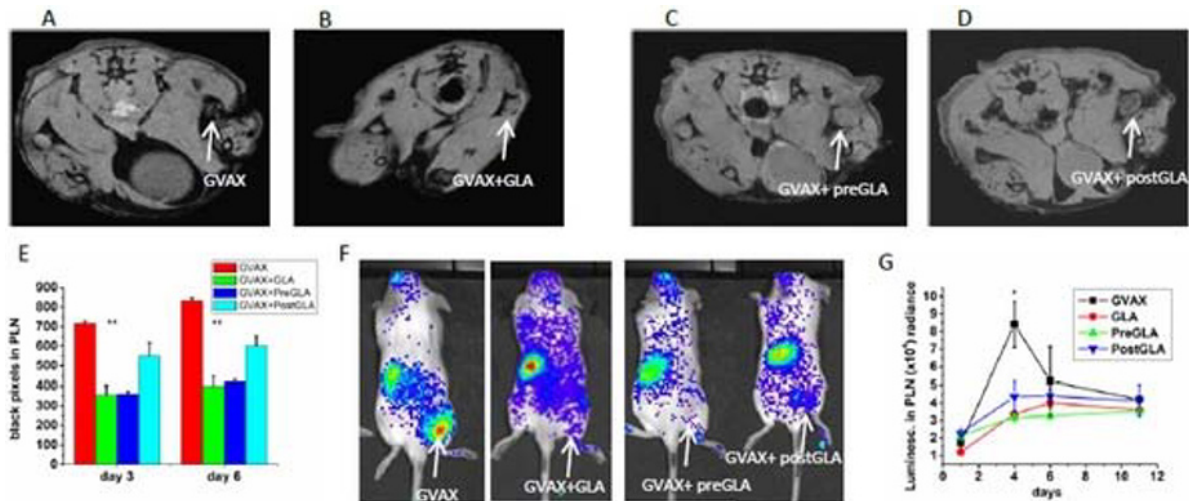 A
B
C
D
GVAX
GVAX+GLA
GVAX+ preGLA
GVAX+ postGLA
E
GVAX
GVAX+GLA
GVAX+PreGLA
GVAX+PostGLA
black pixels in PLN
900
800
700
600
500
400
300
200
100
0
**
**
day 3
day 6
F
GVAX
GVAX+GLA
GVAX+ preGLA
GVAX+ postGLA
G
Luminosc. in PLN (x10⁴) radiance
10
9
8
7
6
5
4
3
2
1
*
GVAX
GLA
PreGLA
PostGLA
0 2 4 6 8 10 12
days